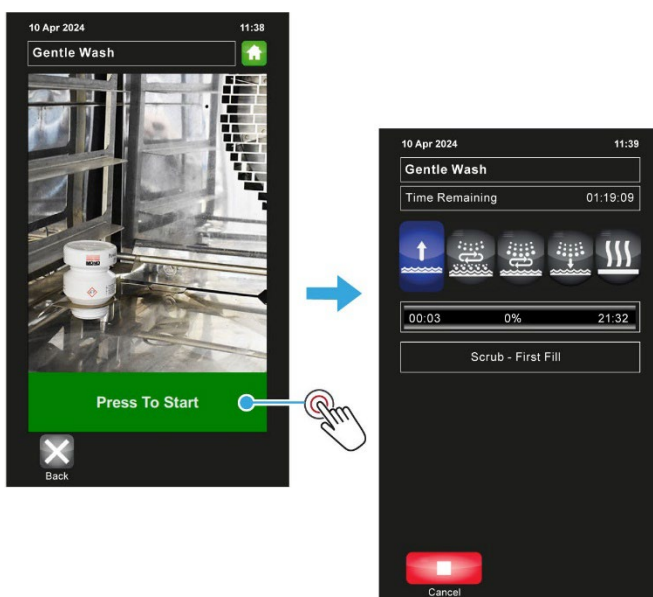 10 Apr 2024 11:38
Gentle Wash
MONO
Press To Start
Back
10 Apr 2024 11:39
Gentle Wash
Time Remaining 01:19:09
00:03 0% 21:32
Scrub - First Fill
Cancel